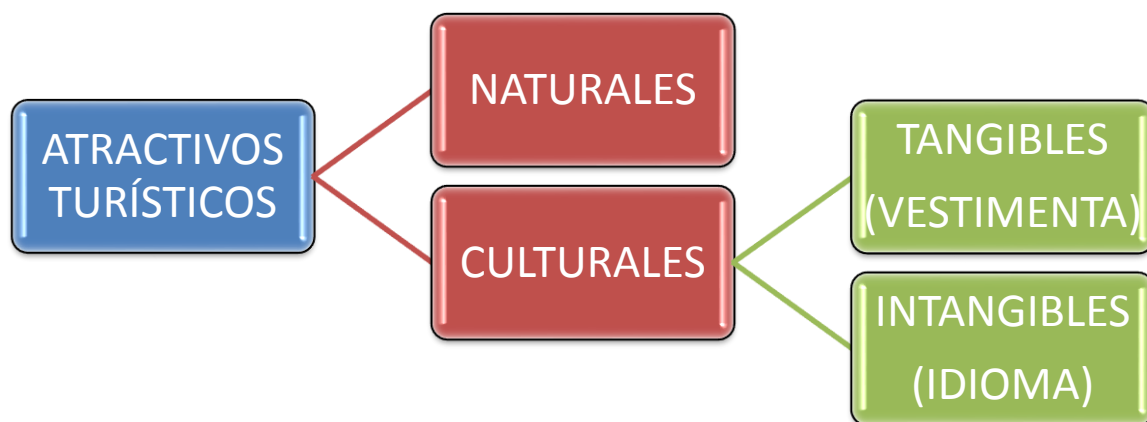 ATRACTIVOS
TURÍSTICOS
NATURALES
CULTURALES
TANGIBLES
(VESTIMENTA)
INTANGIBLES
(IDIOMA)